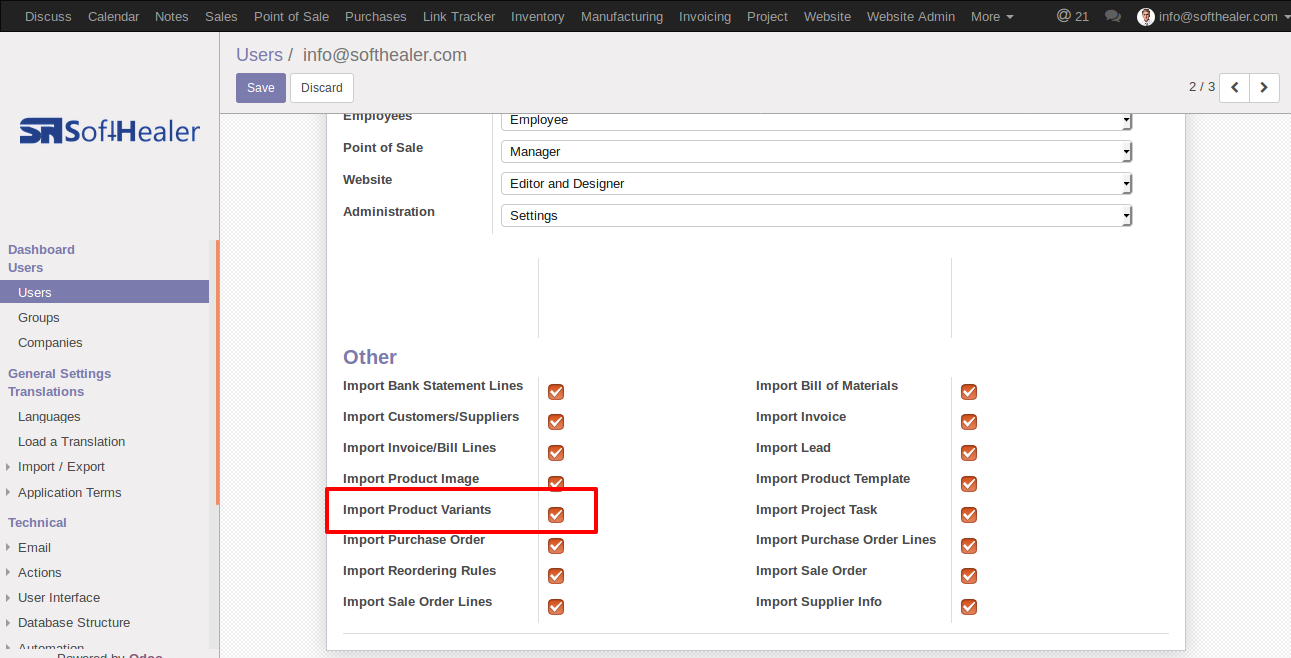 Discuss Calendar Notes Sales Point of Sale Purchases Link Tracker Inventory Manufacturing Invoicing Project Website Website Admin More @ 21 info@softhealer.com
Users / info@softhealer.com
Save Discard
2 / 3
SH SoftHealer
Dashboard
Users
Users
Groups
Companies
General Settings
Translations
Languages
Load a Translation
Import / Export
Application Terms
Technical
Email
Actions
User Interface
Database Structure
Automation
Powered by Odoo
Employees Employee
Point of Sale Manager
Website Editor and Designer
Administration Settings
Other
Import Bank Statement Lines Import Bill of Materials
Import Customers/Suppliers Import Invoice
Import Invoice/Bill Lines Import Lead
Import Product Image Import Product Template
Import Product Variants Import Project Task
Import Purchase Order Import Purchase Order Lines
Import Reordering Rules Import Sale Order
Import Sale Order Lines Import Supplier Info